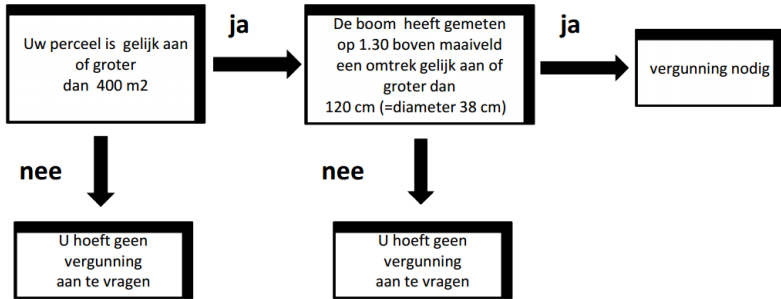 Uw perceel is gelijk aan
of groter
dan 400 m2
ja
De boom heeft gemeten
op 1.30 boven maaiveld
een omtrek gelijk aan of
groter dan
120 cm (=diameter 38 cm)
ja
vergunning nodig
nee
nee
U hoeft geen
vergunning
aan te vragen
U hoeft geen
vergunning
aan te vragen